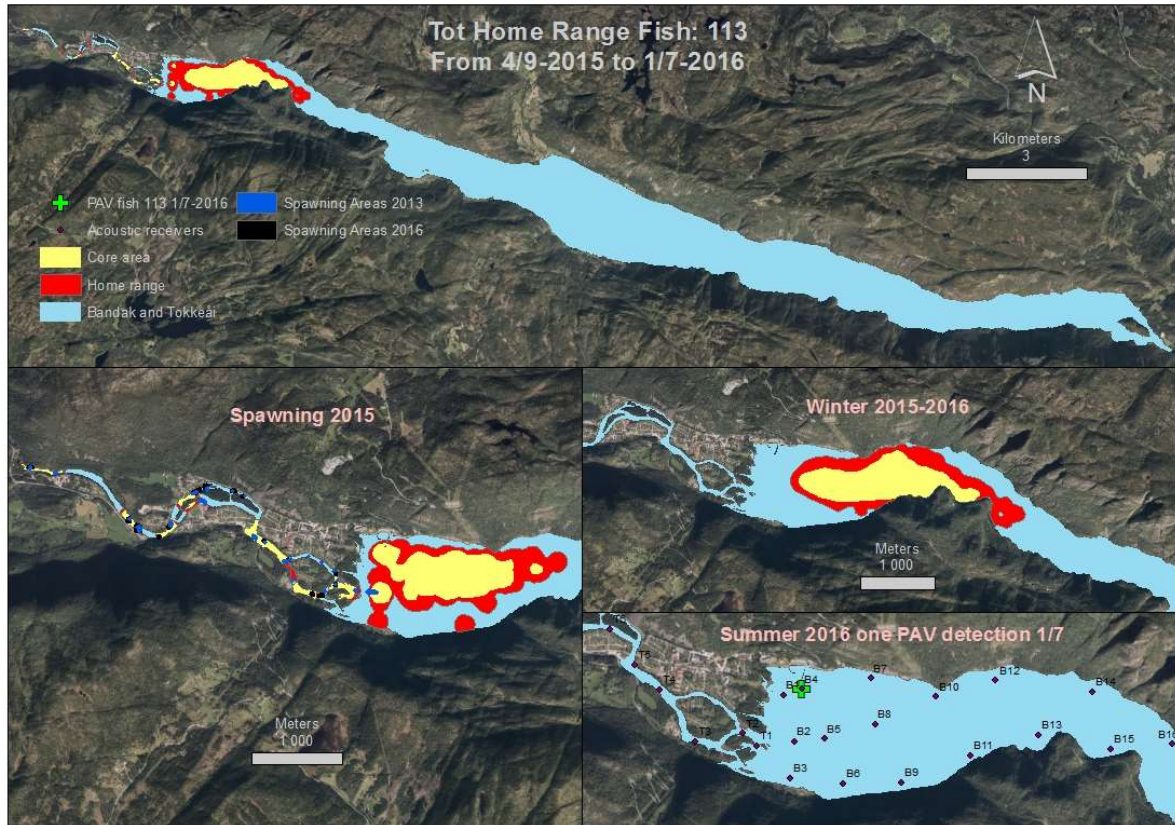 Tot Home Range Fish: 113
From 4/9-2015 to 1/7-2016
N
Kilometers
3
PAV fish 113 1/7-2016
Spawning Areas 2013
Acoustic receivers
Spawning Areas 2016
Core area
Home range
Bandak and Tokkeåi
Spawning 2015
Meters
1 000
Winter 2015-2016
Meters
1 000
Summer 2016 one PAV detection 1/7
T5
T4
T3
T2
T1
B4
B7
B12
B14
B10
B8
B5
B2
B13
B15
B16
B11
B3
B6
B9